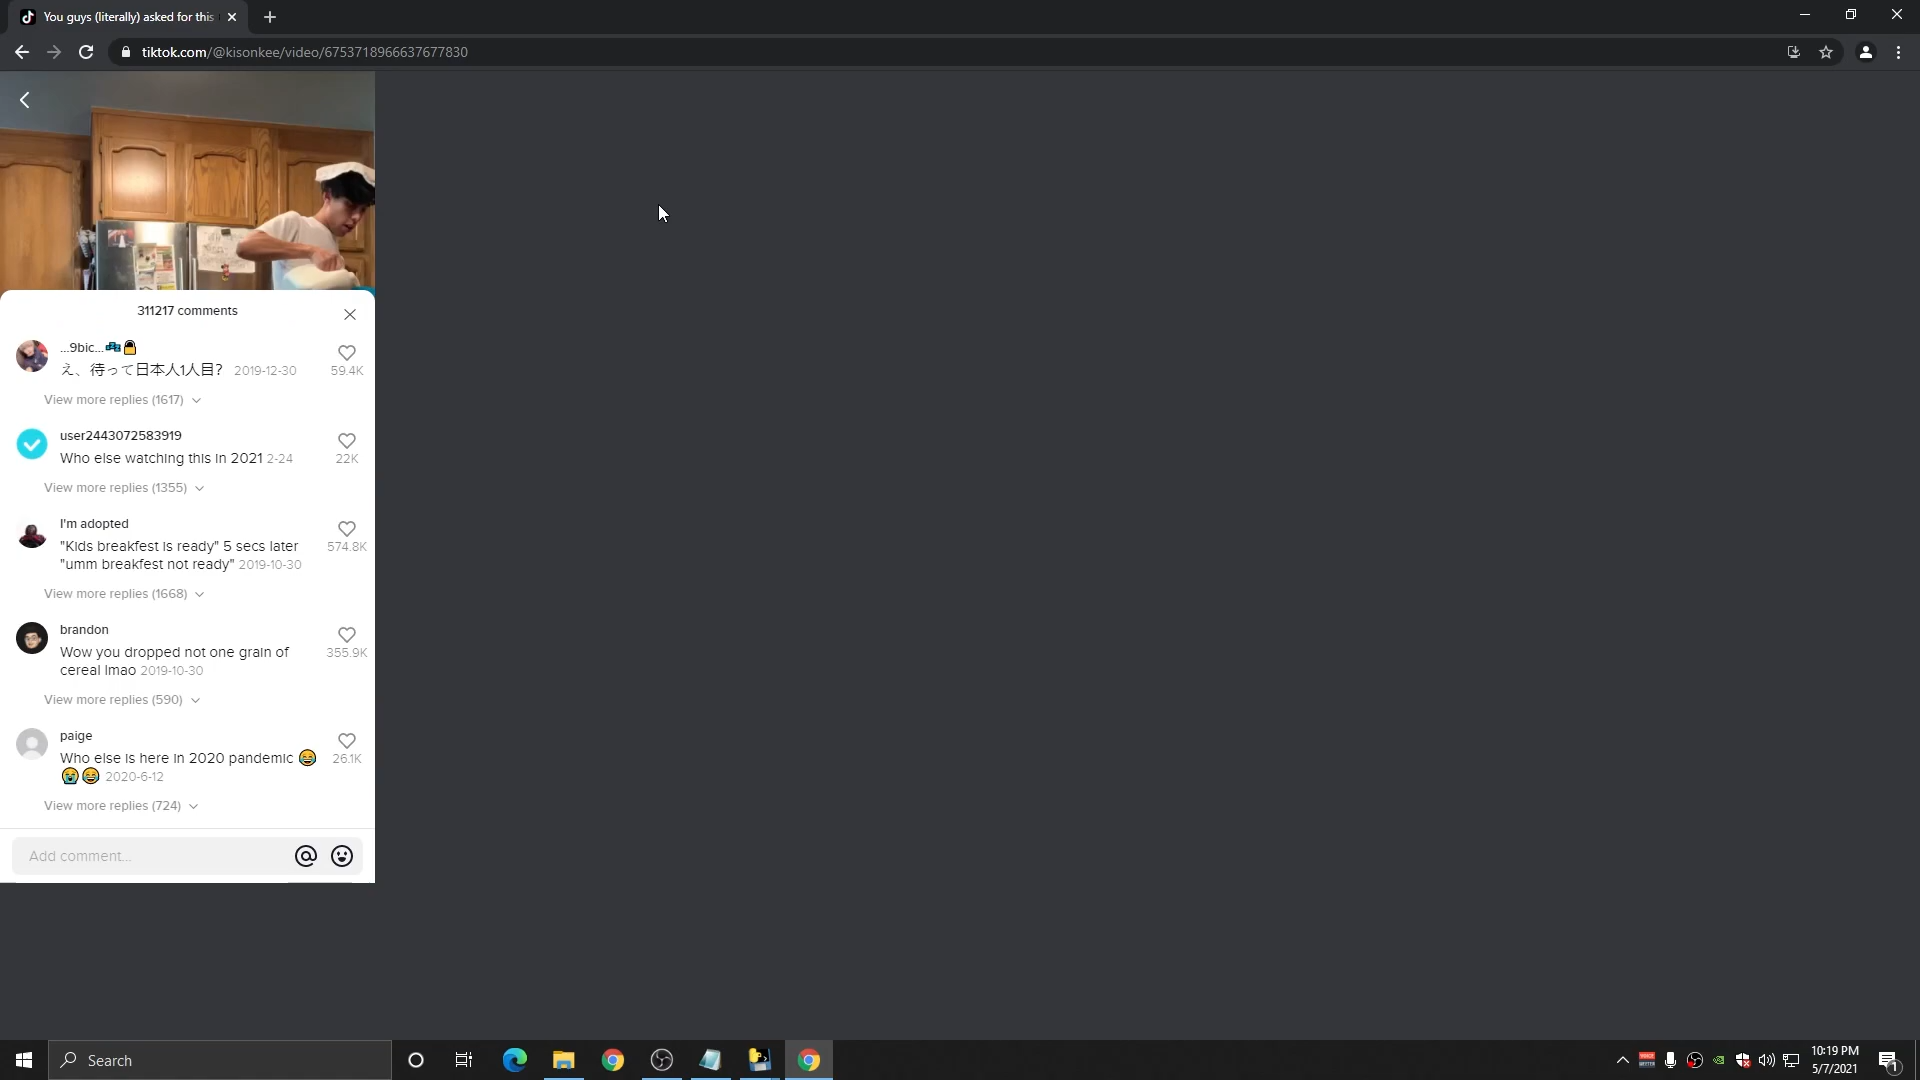 You guys (literally) asked for this
tiktok.com/@kisonkee/video/6753718966637677830
311217 comments
...9bic...💤🔒
え、待って日本人1人目? 2019-12-30
59.4K
View more replies (1617)
user2443072583919
Who else watching this in 2021 2-24
22K
View more replies (1355)
I'm adopted
"Kids breakfest is ready" 5 secs later
574.8K
"umm breakfest not ready" 2019-10-30
View more replies (1668)
brandon
Wow you dropped not one grain of
355.9K
cereal lmao 2019-10-30
View more replies (590)
paige
Who else is here in 2020 pandemic 😂
26.1K
😭😂 2020-6-12
View more replies (724)
Add comment...
Search
10:19 PM
5/7/2021
1